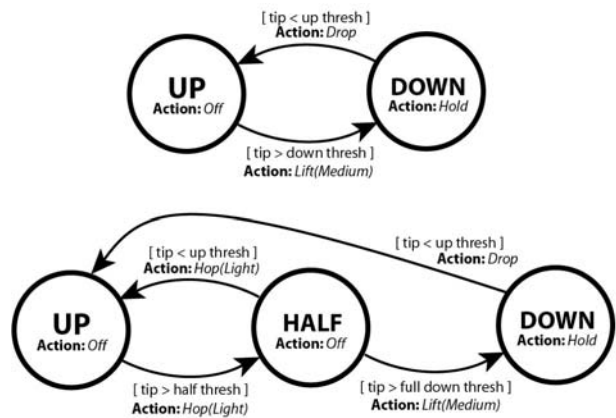 [ tip < up thresh ]
Action: Drop
UP
Action: Off
DOWN
Action: Hold
[ tip > down thresh ]
Action: Lift(Medium)
[ tip < up thresh ]
Action: Hop(Light)
[ tip < up thresh ]
Action: Drop
UP
Action: Off
HALF
Action: Off
DOWN
Action: Hold
[ tip > half thresh ]
Action: Hop(Light)
[ tip > full down thresh ]
Action: Lift(Medium)